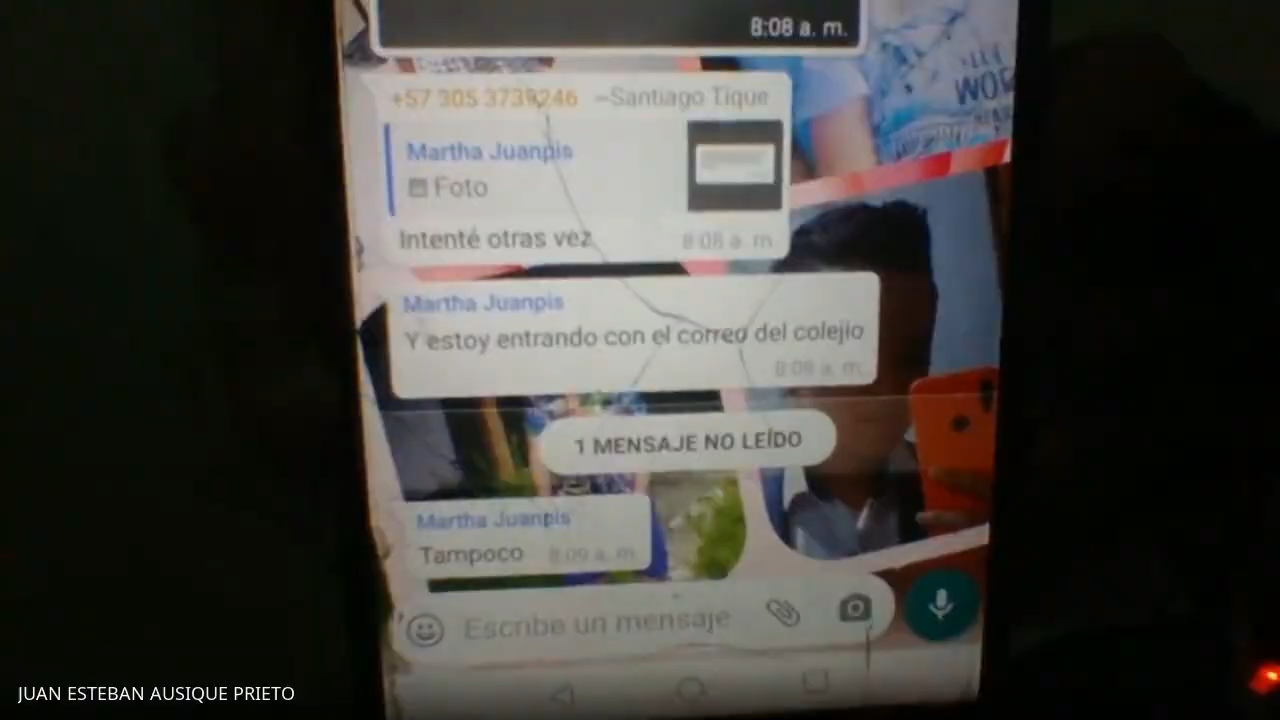 8:08 a. m.
+57 305 3739246 ~Santiago Tique
Martha Juanpis
Foto
Intenté otras vez 8:08 a. m.
Martha Juanpis
Y estoy entrando con el correo del colejio
8:08 a. m.
1 MENSAJE NO LEÍDO
Martha Juanpis
Tampoco 8:09 a. m.
Escribe un mensaje
JUAN ESTEBAN AUSIQUE PRIETO